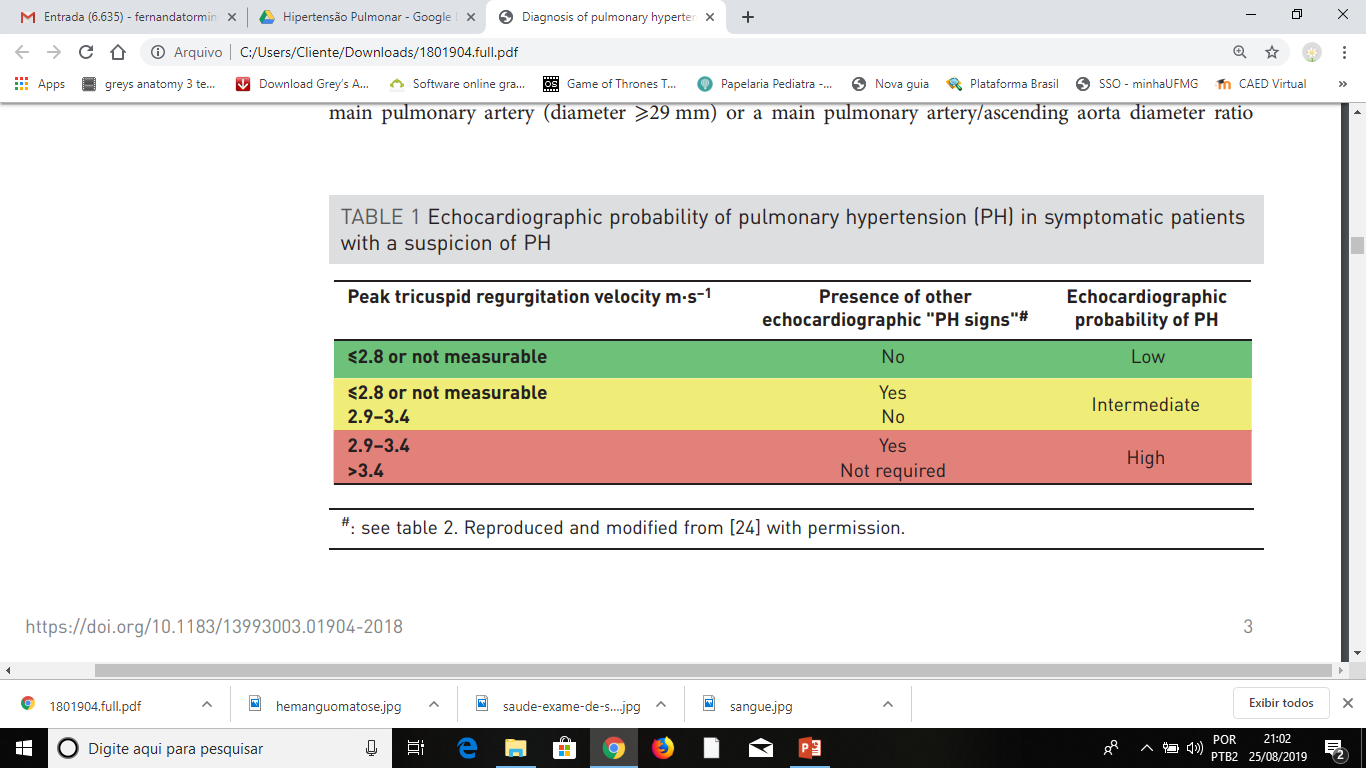 Entrada (6.635) - fernandatormin
Hipertensão Pulmonar - Google
Diagnosis of pulmonary hyperten
Arquivo
C:/Users/Cliente/Downloads/1801904.full.pdf
Apps
greys anatomy 3 te...
Download Grey's A...
Software online gra...
Game of Thrones T...
Papelaria Pediatra -...
Nova guia
Plataforma Brasil
SSO - minhaUFMG
CAED Virtual
»
main pulmonary artery (diameter ⩾29 mm) or a main pulmonary artery/ascending aorta diameter ratio
TABLE 1 Echocardiographic probability of pulmonary hypertension (PH) in symptomatic patients
with a suspicion of PH
Peak tricuspid regurgitation velocity m·s⁻¹
Presence of other
echocardiographic "PH signs"#
Echocardiographic
probability of PH
⩽2.8 or not measurable
No
Low
⩽2.8 or not measurable
Yes
2.9–3.4
No
Intermediate
2.9–3.4
Yes
>3.4
Not required
High
#: see table 2. Reproduced and modified from [24] with permission.
https://doi.org/10.1183/13993003.01904-2018
3
1801904.full.pdf
hemanguomatose.jpg
saude-exame-de-s....jpg
sangue.jpg
Exibir todos
Digite aqui para pesquisar
POR
PTB2
21:02
25/08/2019
2